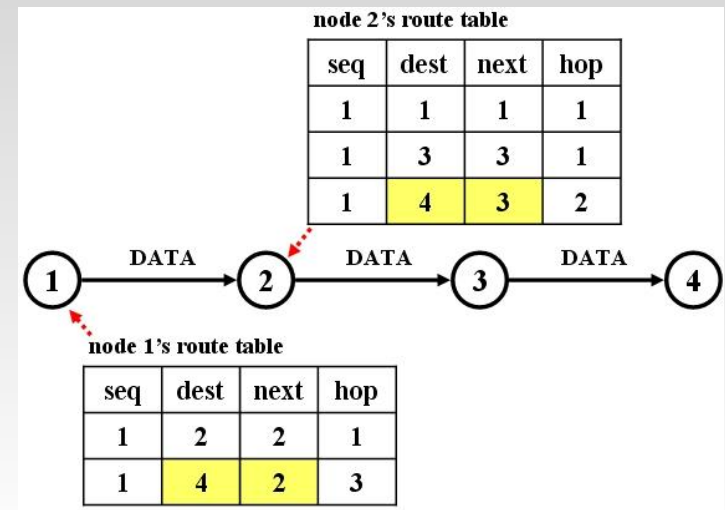 node 2's route table
seq dest next hop
1 1 1 1
1 3 3 1
1 4 3 2
DATA DATA DATA
1 2 3 4
node 1's route table
seq dest next hop
1 2 2 1
1 4 2 3